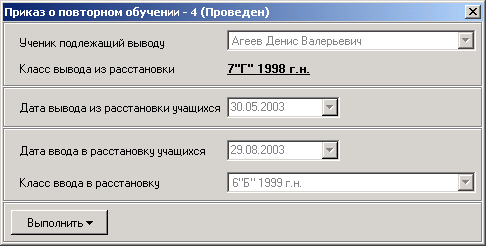 Приказ о повторном обучении - 4 (Проведен)
Ученик подлежащий выводу Агеев Денис Валерьевич
Класс вывода из расстановки 7"Г" 1998 г.н.
Дата вывода из расстановки учащихся 30.05.2003
Дата ввода в расстановку учащихся 29.08.2003
Класс ввода в расстановку 6"Б" 1999 г.н.
Выполнить